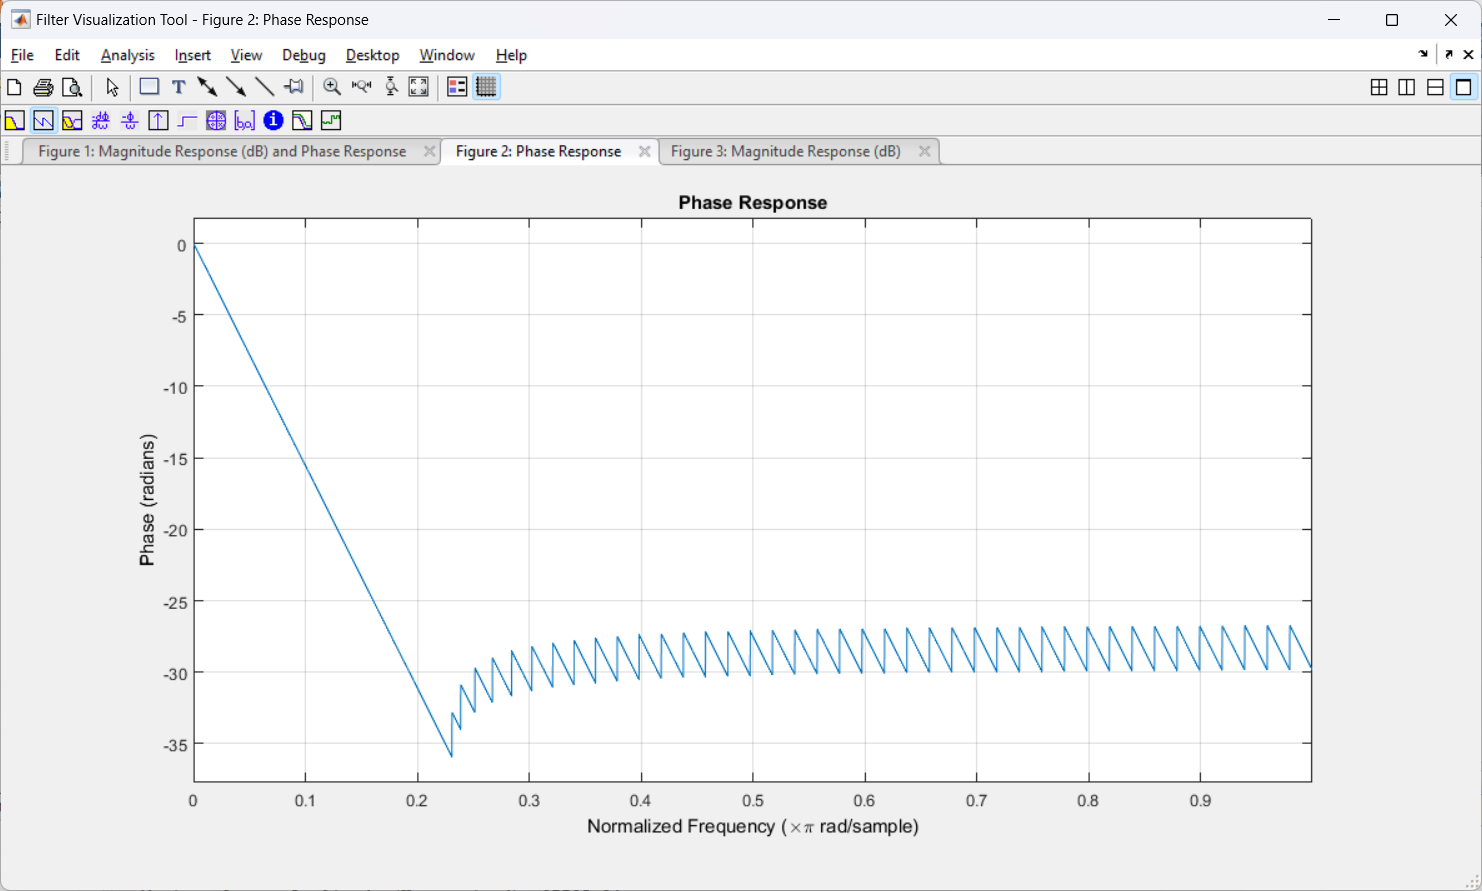 Filter Visualization Tool - Figure 2: Phase Response
File Edit Analysis Insert View Debug Desktop Window Help
Figure 1: Magnitude Response (dB) and Phase Response Figure 2: Phase Response Figure 3: Magnitude Response (dB)
Phase Response
0
-5
-10
-15
-20
-25
-30
-35
Phase (radians)
0 0.1 0.2 0.3 0.4 0.5 0.6 0.7 0.8 0.9
Normalized Frequency (×π rad/sample)